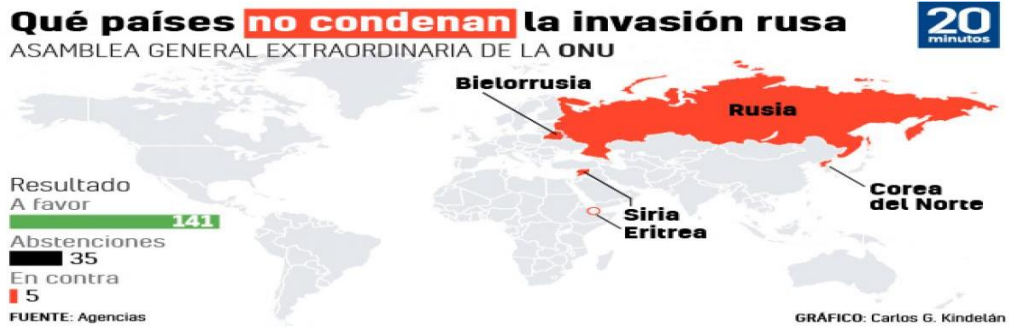 Qué países no condenan la invasión rusa
20
minutos
ASAMBLEA GENERAL EXTRAORDINARIA DE LA ONU
Bielorrusia
Rusia
Corea
del Norte
Siria
Eritrea
Resultado
A favor
141
Abstenciones
35
En contra
5
FUENTE: Agencias
GRÁFICO: Carlos G. Kindelán